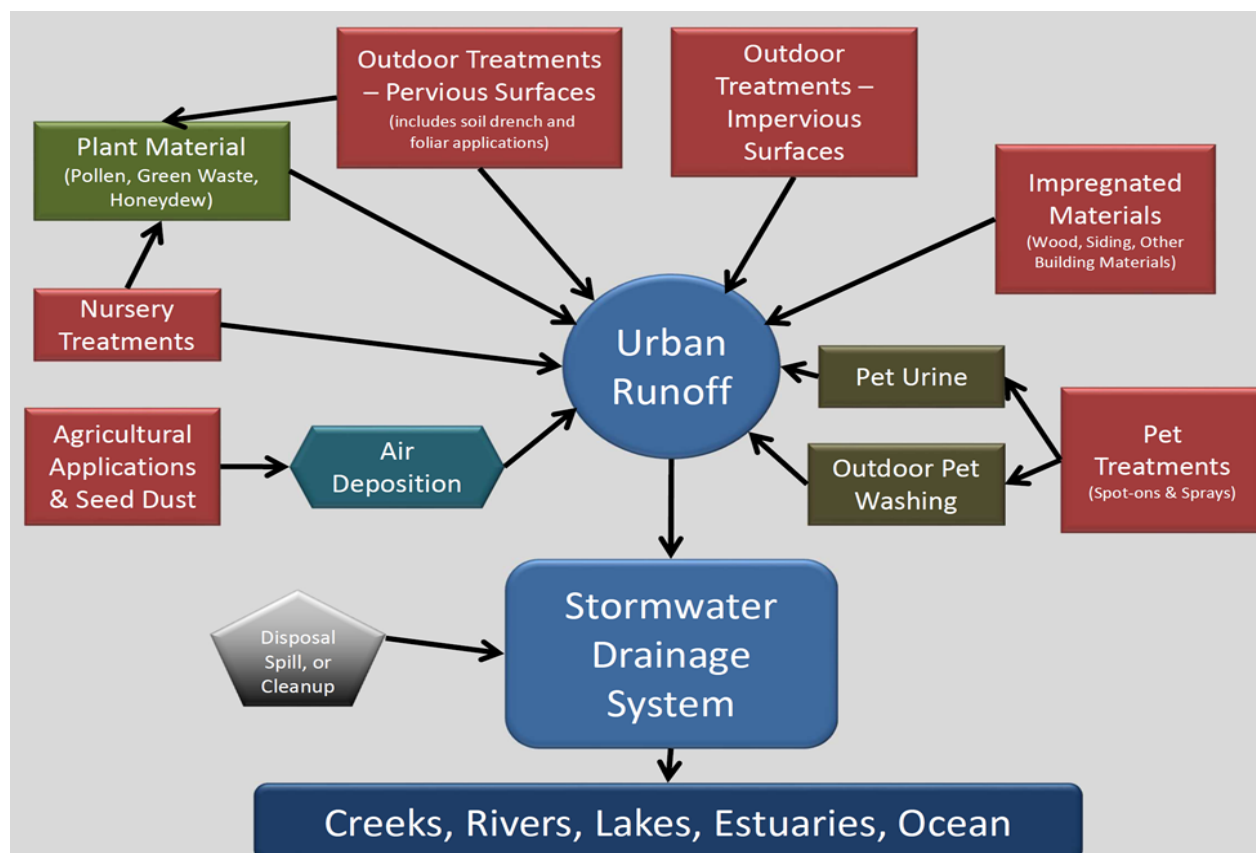 Outdoor Treatments
– Pervious Surfaces
(includes soil drench and
foliar applications)
Outdoor
Treatments –
Impervious
Surfaces
Plant Material
(Pollen, Green Waste,
Honeydew)
Impregnated
Materials
(Wood, Siding, Other
Building Materials)
Nursery
Treatments
Urban
Runoff
Pet Urine
Agricultural
Applications
& Seed Dust
Air
Deposition
Outdoor Pet
Washing
Pet
Treatments
(Spot-ons & Sprays)
Disposal
Spill, or
Cleanup
Stormwater
Drainage
System
Creeks, Rivers, Lakes, Estuaries, Ocean